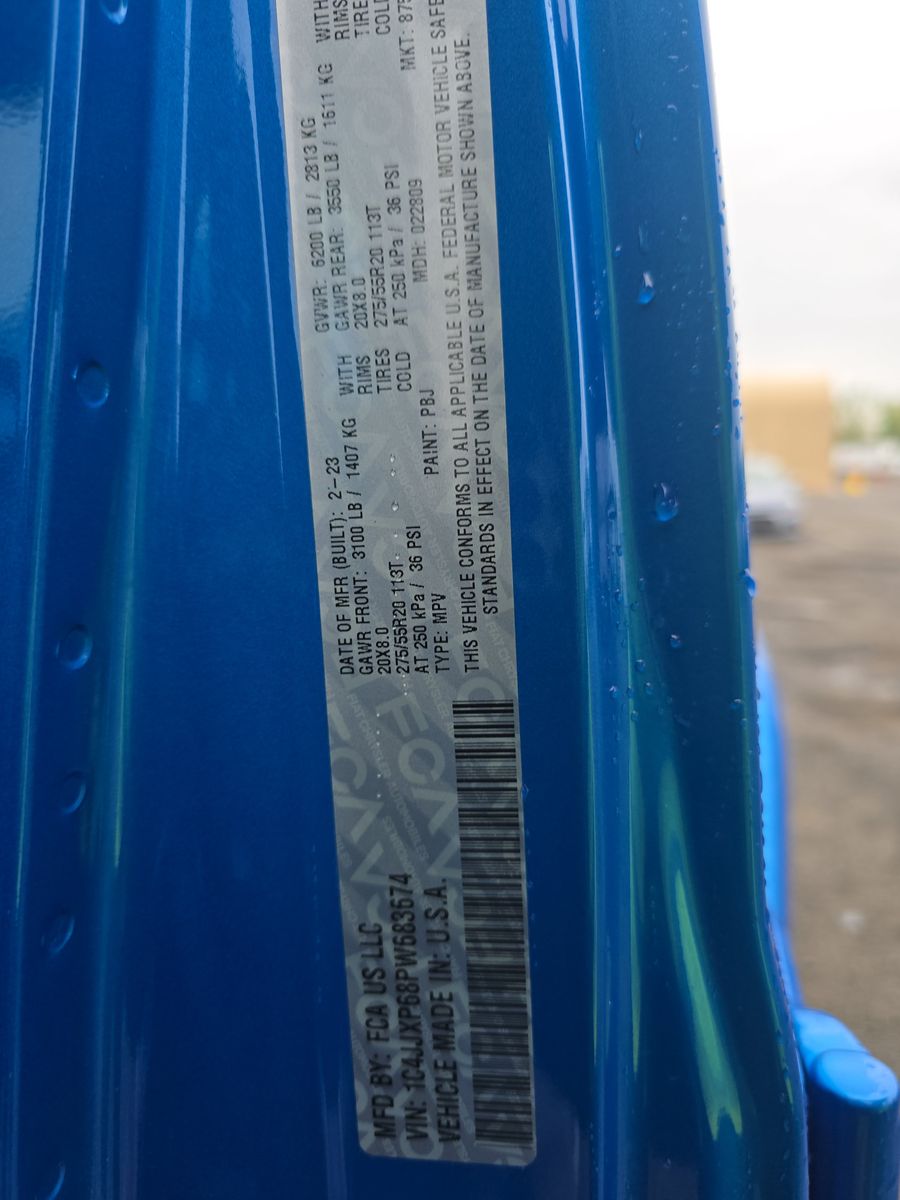 MFD BY: FCA US LLC
VIN: 1C4JJXP68PW683674
VEHICLE MADE IN: U.S.A.
DATE OF MFR (BUILT): 2-23
GAWR FRONT: 3100 LB / 1407 KG WITH
20X8.0 RIMS
275/55R20 113T TIRES
AT 250 kPa / 36 PSI COLD
TYPE: MPV PAINT: PBJ MDH: 022809 MKT:
GVWR: 6200 LB / 2813 KG
GAWR REAR: 3550 LB / 1611 KG WITH
20X8.0 RIMS
275/55R20 113T
AT 250 kPa / 36 PSI
THIS VEHICLE CONFORMS TO ALL APPLICABLE U.S.A. FEDERAL MOTOR VEHICLE
STANDARDS IN EFFECT ON THE DATE OF MANUFACTURE SHOWN ABOVE.